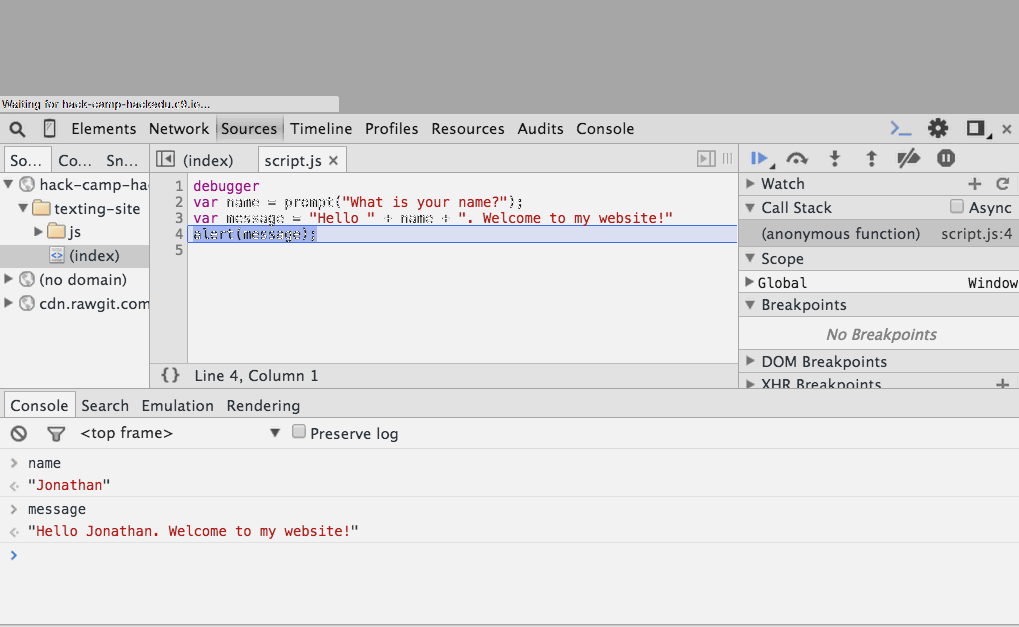 Waiting for hack-camp-hackedu.c9.io...
Elements Network Sources Timeline Profiles Resources Audits Console
So... Co... Sn... (index) script.js
hack-camp-ha
texting-site
js
(index)
(no domain)
cdn.rawgit.com
1 debugger
2 var name = prompt("What is your name?");
3 var message = "Hello " + name + ". Welcome to my website!"
4 alert(message);
5
{} Line 4, Column 1
Watch
Call Stack Async
(anonymous function) script.js:4
Scope
Global Window
Breakpoints
No Breakpoints
DOM Breakpoints
XHR Breakpoints
Console Search Emulation Rendering
<top frame> Preserve log
> name
"Jonathan"
> message
"Hello Jonathan. Welcome to my website!"
>